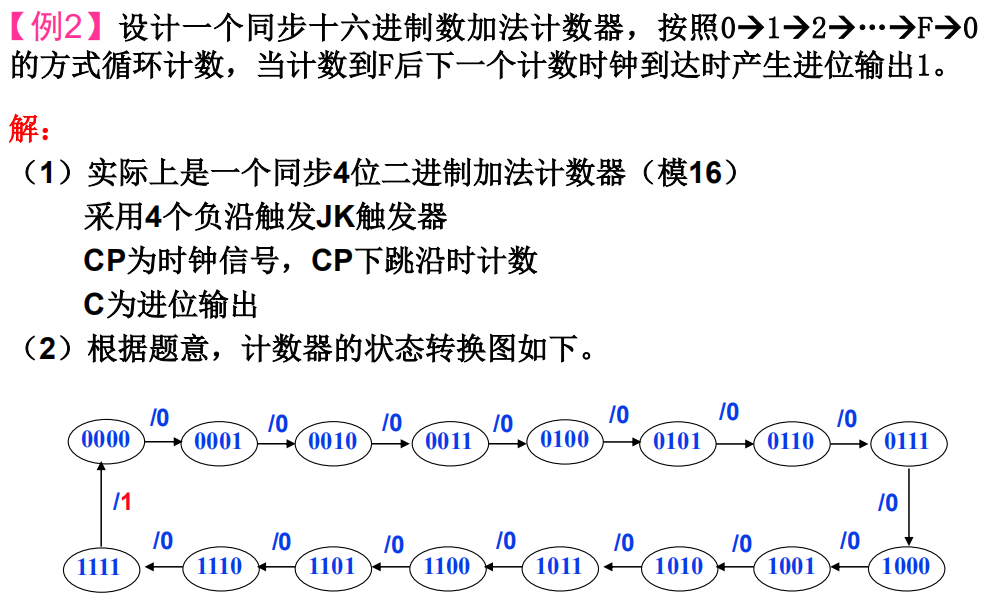 【例2】设计一个同步十六进制数加法计数器，按照0→1→2→…→F→0
的方式循环计数，当计数到F后下一个计数时钟到达时产生进位输出1。
解：
（1）实际上是一个同步4位二进制加法计数器（模16）
采用4个负沿触发JK触发器
CP为时钟信号，CP下跳沿时计数
C为进位输出
（2）根据题意，计数器的状态转换图如下。
/0 /0 /0 /0 /0 /0 /0
0000 0001 0010 0011 0100 0101 0110 0111
/1 /0
/0 /0 /0 /0 /0 /0 /0
1111 1110 1101 1100 1011 1010 1001 1000